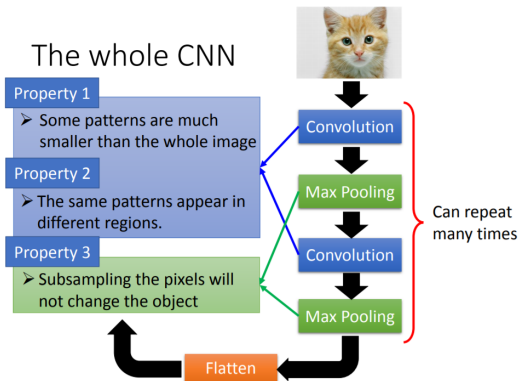 The whole CNN
Property 1
➢ Some patterns are much
smaller than the whole image
Property 2
➢ The same patterns appear in
different regions.
Property 3
➢ Subsampling the pixels will
not change the object
Convolution
Max Pooling
Convolution
Max Pooling
Can repeat
many times
Flatten